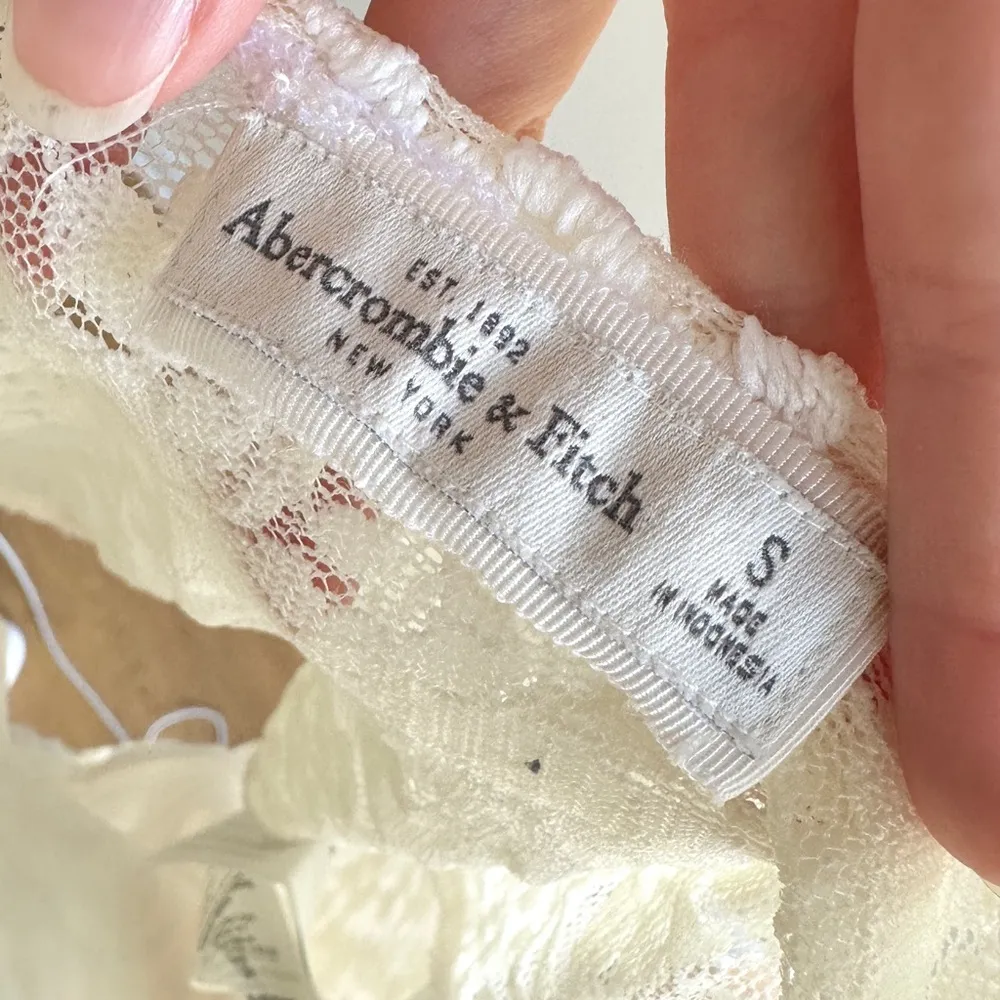 EST. 1892
Abercrombie & Fitch
NEW YORK
S
MADE
IN INDONESIA